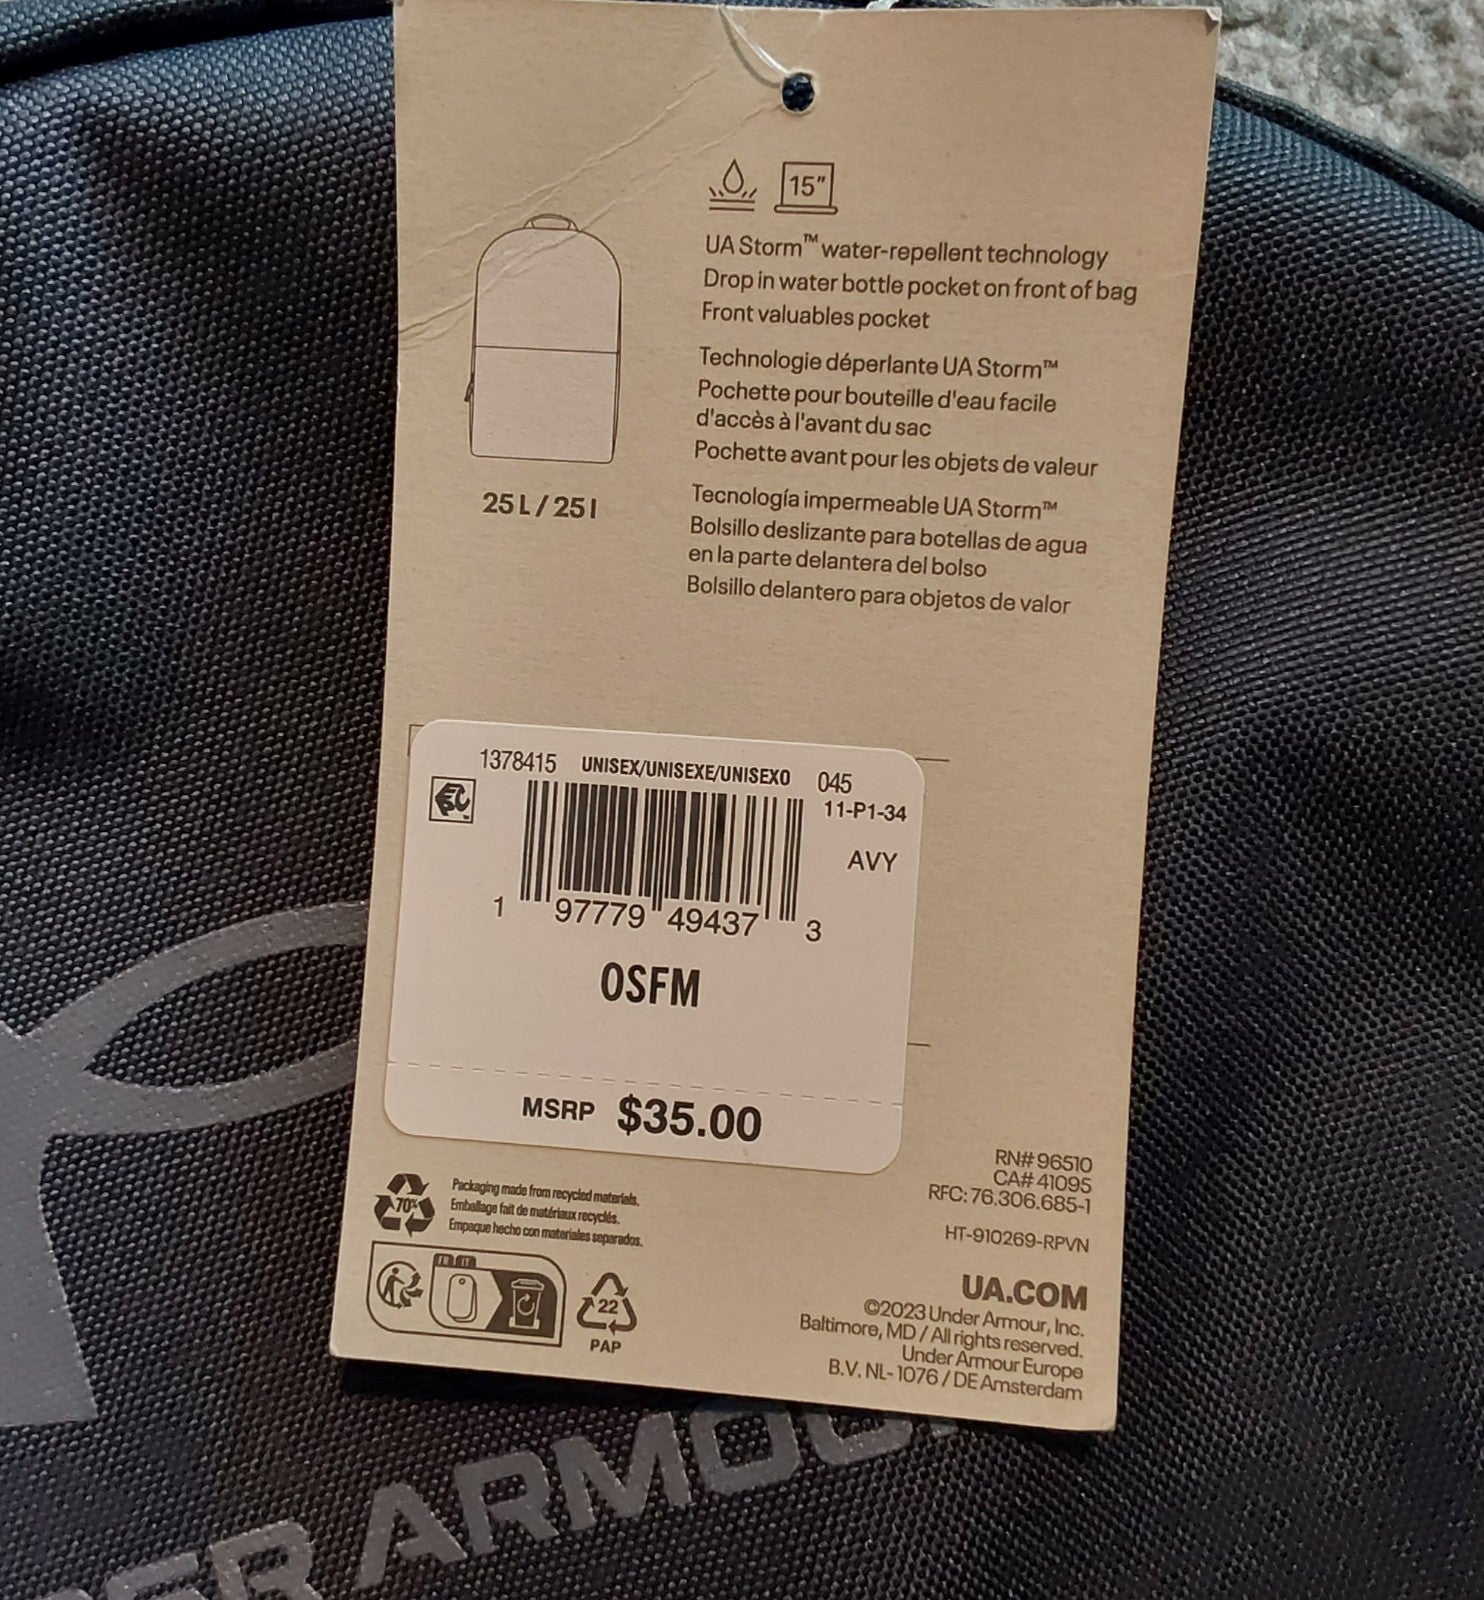 15"
UA Storm™ water-repellent technology
Drop in water bottle pocket on front of bag
Front valuables pocket
Technologie déperlante UA Storm™
Pochette pour bouteille d'eau facile
d'accès à l'avant du sac
Pochette avant pour les objets de valeur
Tecnología impermeable UA Storm™
Bolsillo deslizante para botellas de agua
en la parte delantera del bolso
Bolsillo delantero para objetos de valor
25 L / 25 l
1378415 UNISEX/UNISEXE/UNISEXO 045
11-P1-34
AVY
1 97779 49437 3
OSFM
MSRP $35.00
RN# 96510
CA# 41095
RFC: 76.306.685-1
HT-910269-RPVN
70%
Packaging made from recycled materials.
Emballage fait de matériaux recyclés.
Empaque hecho con materiales separados.
FR IT
22
PAP
UA.COM
©2023 Under Armour, Inc.
Baltimore, MD / All rights reserved.
Under Armour Europe
B.V. NL- 1076 / DE Amsterdam
ARMOU